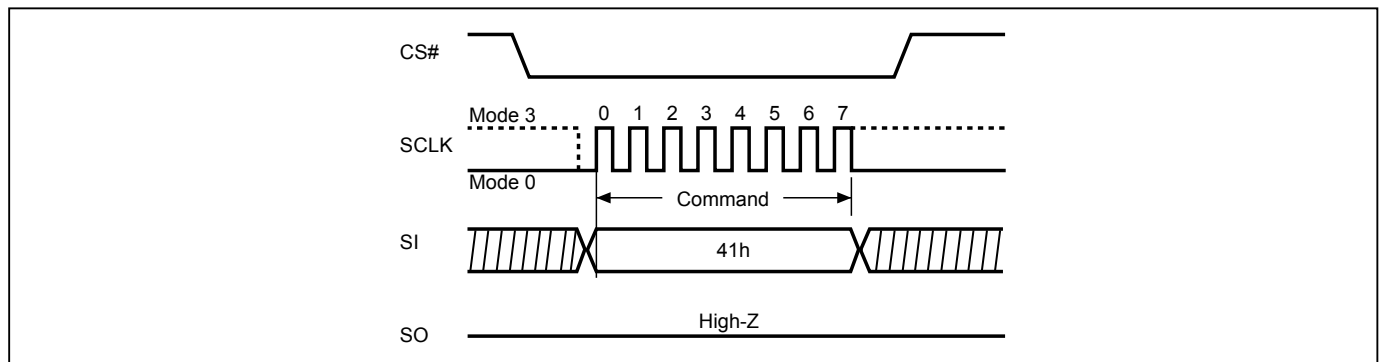 CS#
Mode 3
0 1 2 3 4 5 6 7
SCLK
Mode 0
Command
SI
41h
High-Z
SO